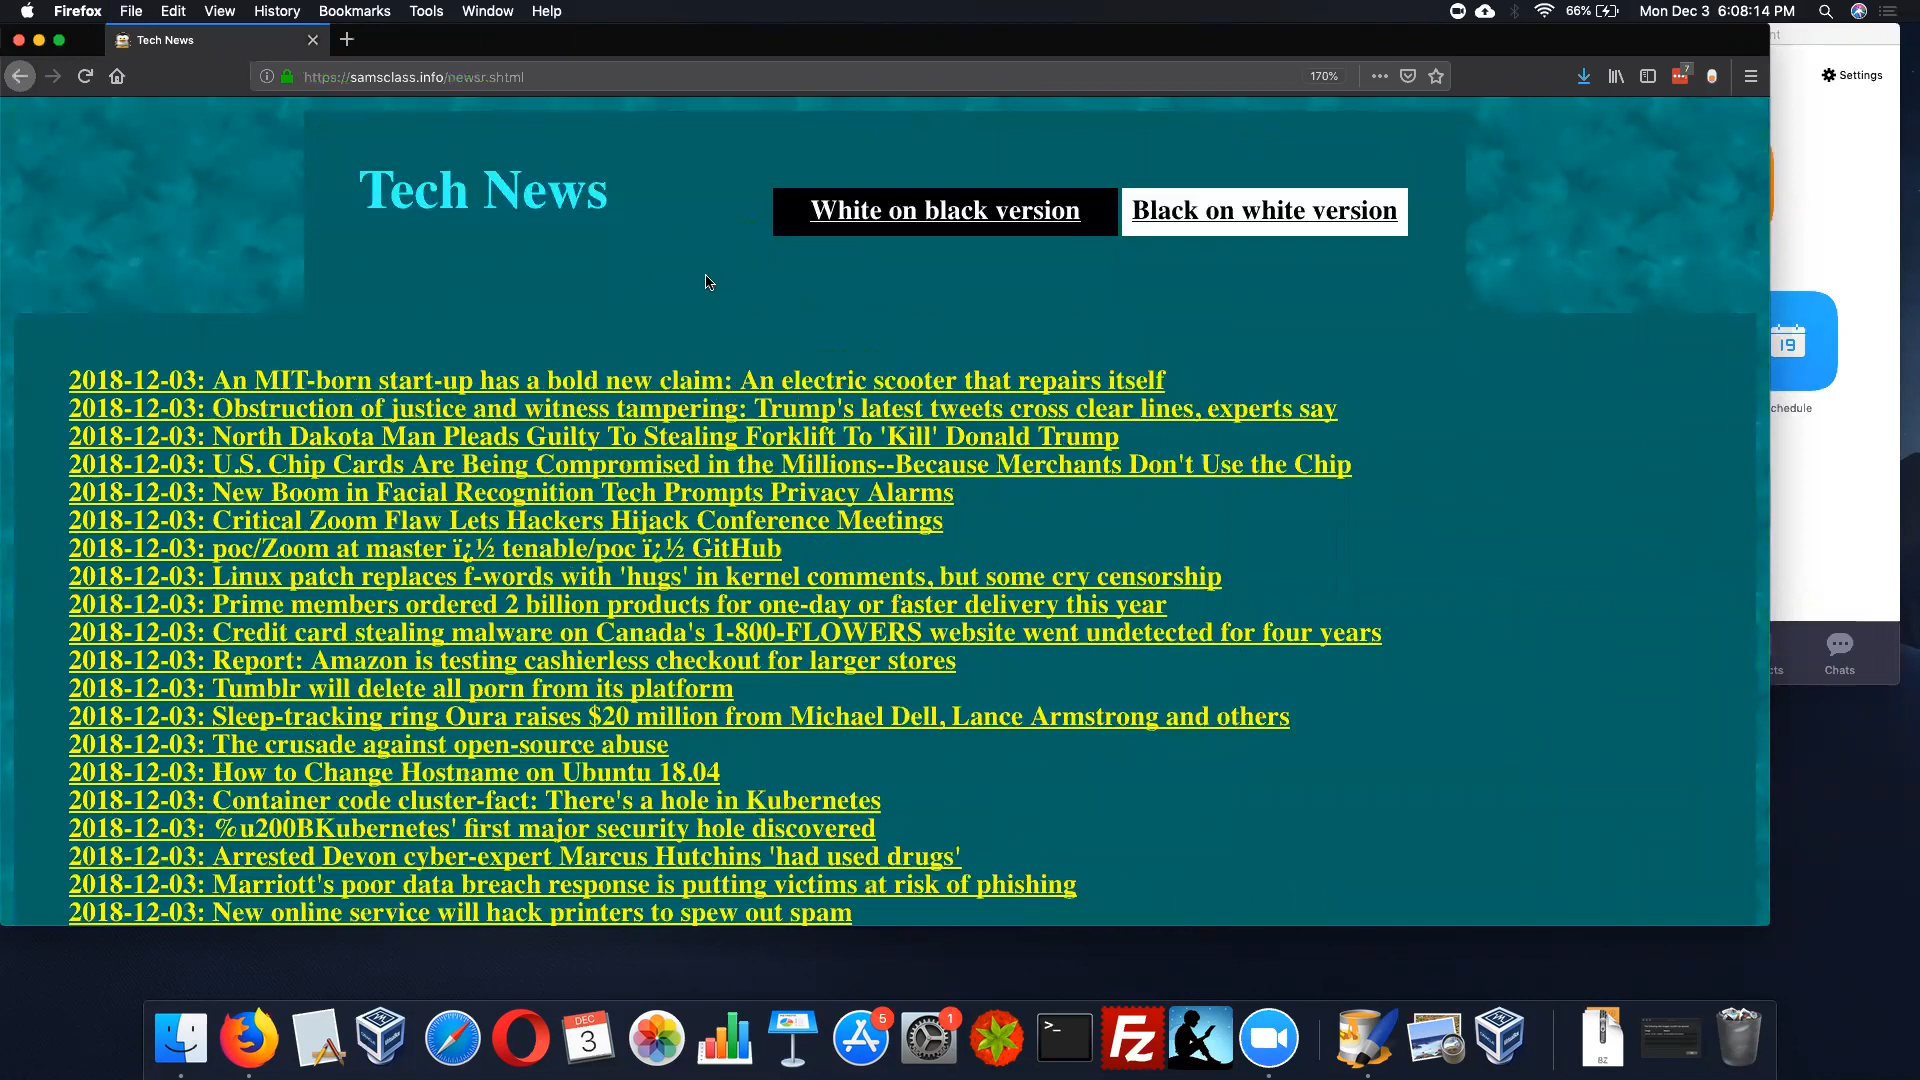 Firefox File Edit View History Bookmarks Tools Window Help 66% Mon Dec 3 6:08:14 PM
Tech News
https://samsclass.info/newsr.shtml 170% 7
Settings
Tech News
White on black version Black on white version
19
chedule
2018-12-03: An MIT-born start-up has a bold new claim: An electric scooter that repairs itself
2018-12-03: Obstruction of justice and witness tampering: Trump's latest tweets cross clear lines, experts say
2018-12-03: North Dakota Man Pleads Guilty To Stealing Forklift To 'Kill' Donald Trump
2018-12-03: U.S. Chip Cards Are Being Compromised in the Millions--Because Merchants Don't Use the Chip
2018-12-03: New Boom in Facial Recognition Tech Prompts Privacy Alarms
2018-12-03: Critical Zoom Flaw Lets Hackers Hijack Conference Meetings
2018-12-03: poc/Zoom at master ï¿½ tenable/poc ï¿½ GitHub
2018-12-03: Linux patch replaces f-words with 'hugs' in kernel comments, but some cry censorship
2018-12-03: Prime members ordered 2 billion products for one-day or faster delivery this year
2018-12-03: Credit card stealing malware on Canada's 1-800-FLOWERS website went undetected for four years
2018-12-03: Report: Amazon is testing cashierless checkout for larger stores
2018-12-03: Tumblr will delete all porn from its platform
2018-12-03: Sleep-tracking ring Oura raises $20 million from Michael Dell, Lance Armstrong and others
2018-12-03: The crusade against open-source abuse
2018-12-03: How to Change Hostname on Ubuntu 18.04
2018-12-03: Container code cluster-fact: There's a hole in Kubernetes
2018-12-03: %u200BKubernetes' first major security hole discovered
2018-12-03: Arrested Devon cyber-expert Marcus Hutchins 'had used drugs'
2018-12-03: Marriott's poor data breach response is putting victims at risk of phishing
2018-12-03: New online service will hack printers to spew out spam
cts Chats
DEC
3
5
1
>_
Fz
BZ